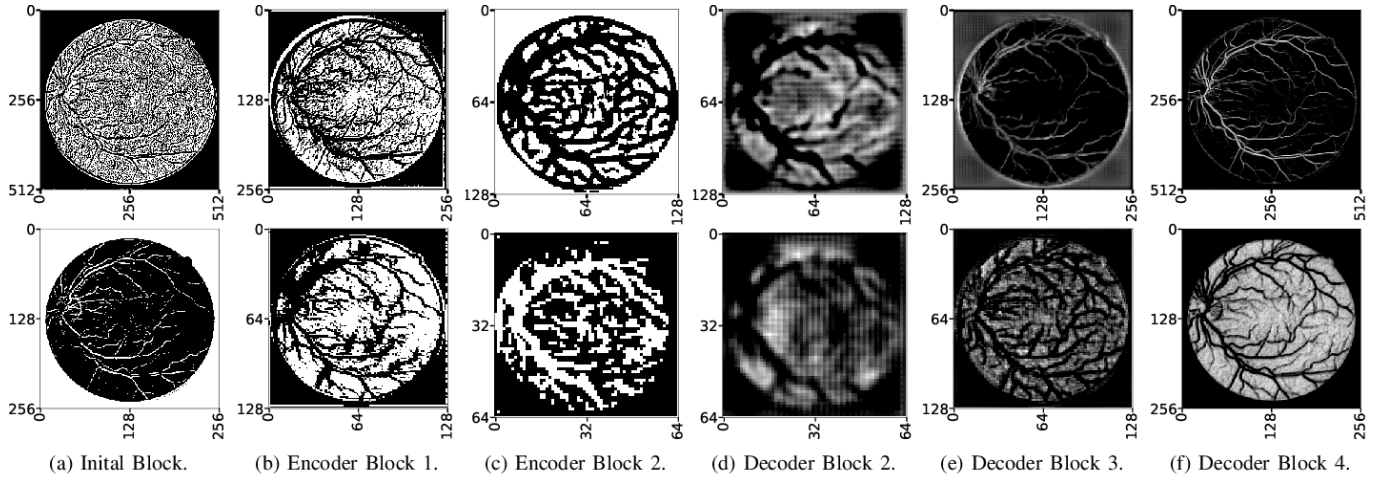 0 0 0 0 0 0
256 128 64 64 128 256
512 256 128 128 256 512
0 256 512 0 128 256 0 64 128 0 64 128 0 128 256 0 256 512
0 0 0 0 0 0
128 64 32 32 64 128
256 128 64 64 128 256
0 128 256 0 64 128 0 32 64 0 32 64 0 64 128 0 128 256
(a) Inital Block. (b) Encoder Block 1. (c) Encoder Block 2. (d) Decoder Block 2. (e) Decoder Block 3. (f) Decoder Block 4.